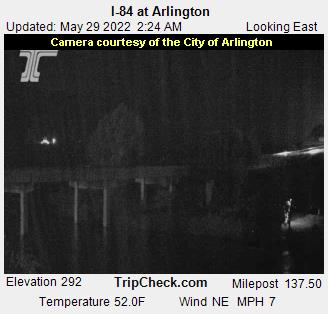 I-84 at Arlington
Updated: May 29 2022 2:24 AM Looking East
Camera courtesy of the City of Arlington
Elevation 292 TripCheck.com Milepost 137.50
Temperature 52.0F Wind NE MPH 7